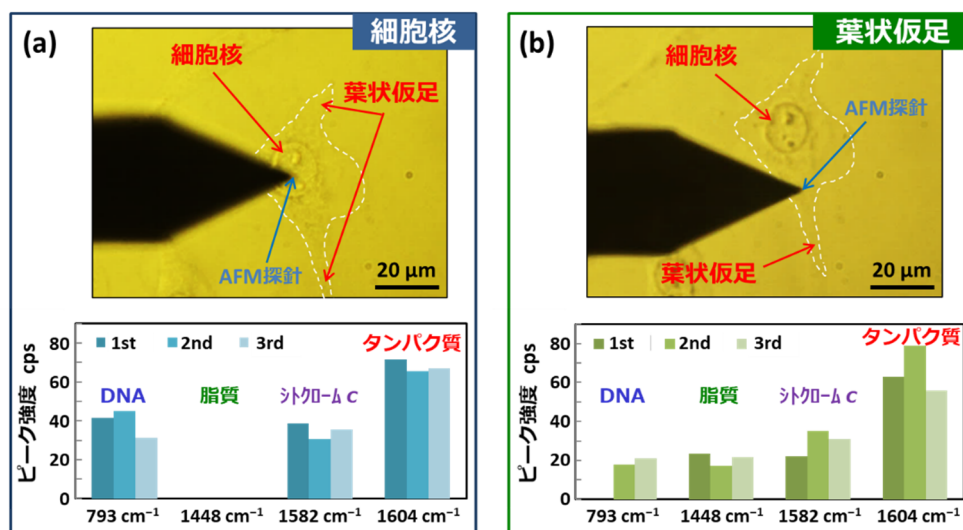 (a)
細胞核
細胞核
葉状仮足
AFM探針
20 μm
ピーク強度 cps
80
60
40
20
0
1st 2nd 3rd
DNA
脂質
シトクローム c
タンパク質
793 cm⁻¹ 1448 cm⁻¹ 1582 cm⁻¹ 1604 cm⁻¹
(b)
葉状仮足
細胞核
AFM探針
葉状仮足
20 μm
ピーク強度 cps
80
60
40
20
0
1st 2nd 3rd
DNA
脂質
シトクローム c
タンパク質
793 cm⁻¹ 1448 cm⁻¹ 1582 cm⁻¹ 1604 cm⁻¹